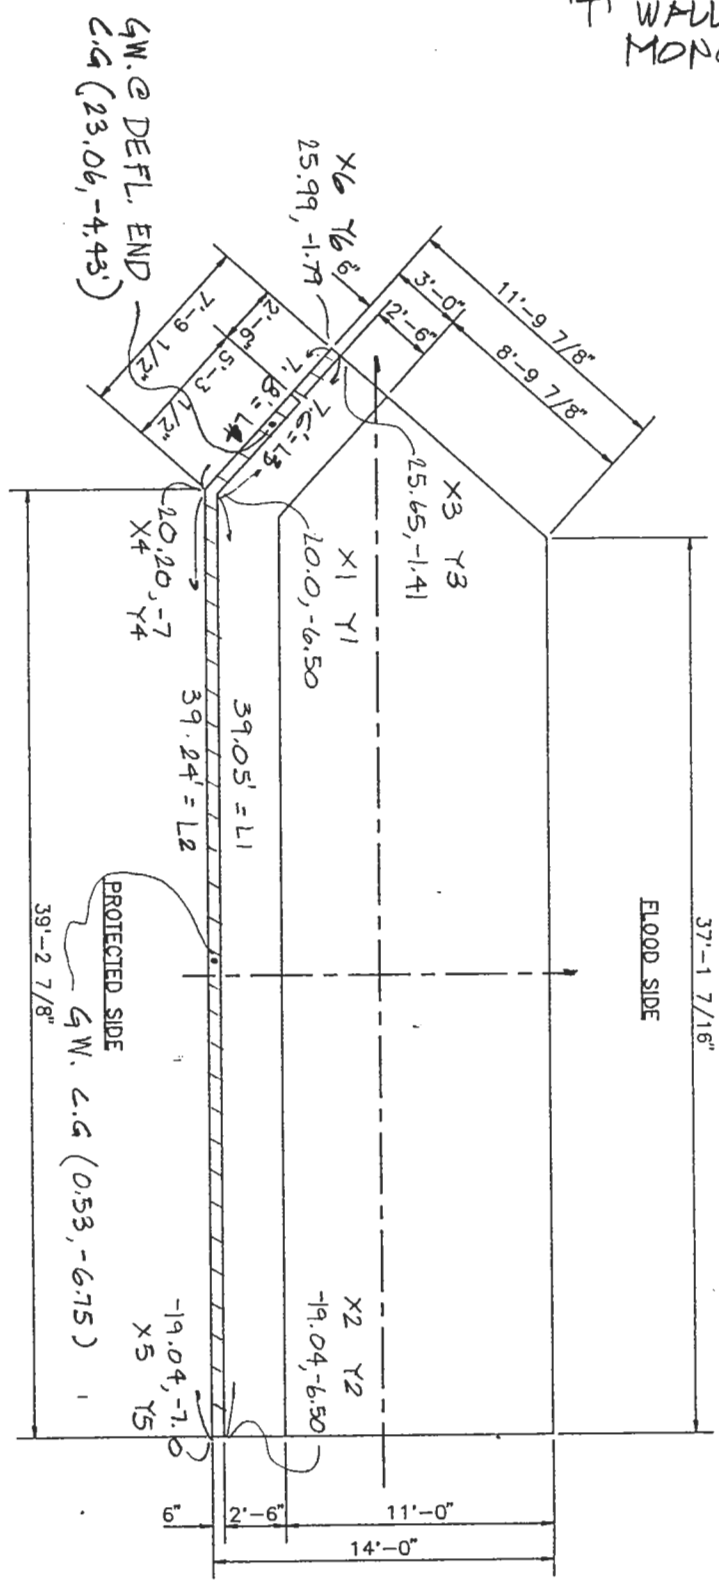 'T' WALL
MONO
GW. @ DEFL. END
C.G (23.06, -4.43')
X6 Y6
25.99, -1.79
6"
3'-0"
2'-6"
11'-9 7/8"
8'-9 7/8"
7'-9 1/2"
2'-6"
5'-3 1/2"
7.6' = L3
X3 Y3
25.65, -1.41
X1 Y1
20.0, -6.50
20.20, -7
X4 Y4
39.05' = L1
39.24' = L2
FLOOD SIDE
37'-1 7/16"
PROTECTED SIDE
39'-2 7/8"
GW. C.G (0.53, -6.75)
X2 Y2
-19.04, -6.50
-19.04, -7.0
X5 Y5
6"
2'-6"
11'-0"
14'-0"